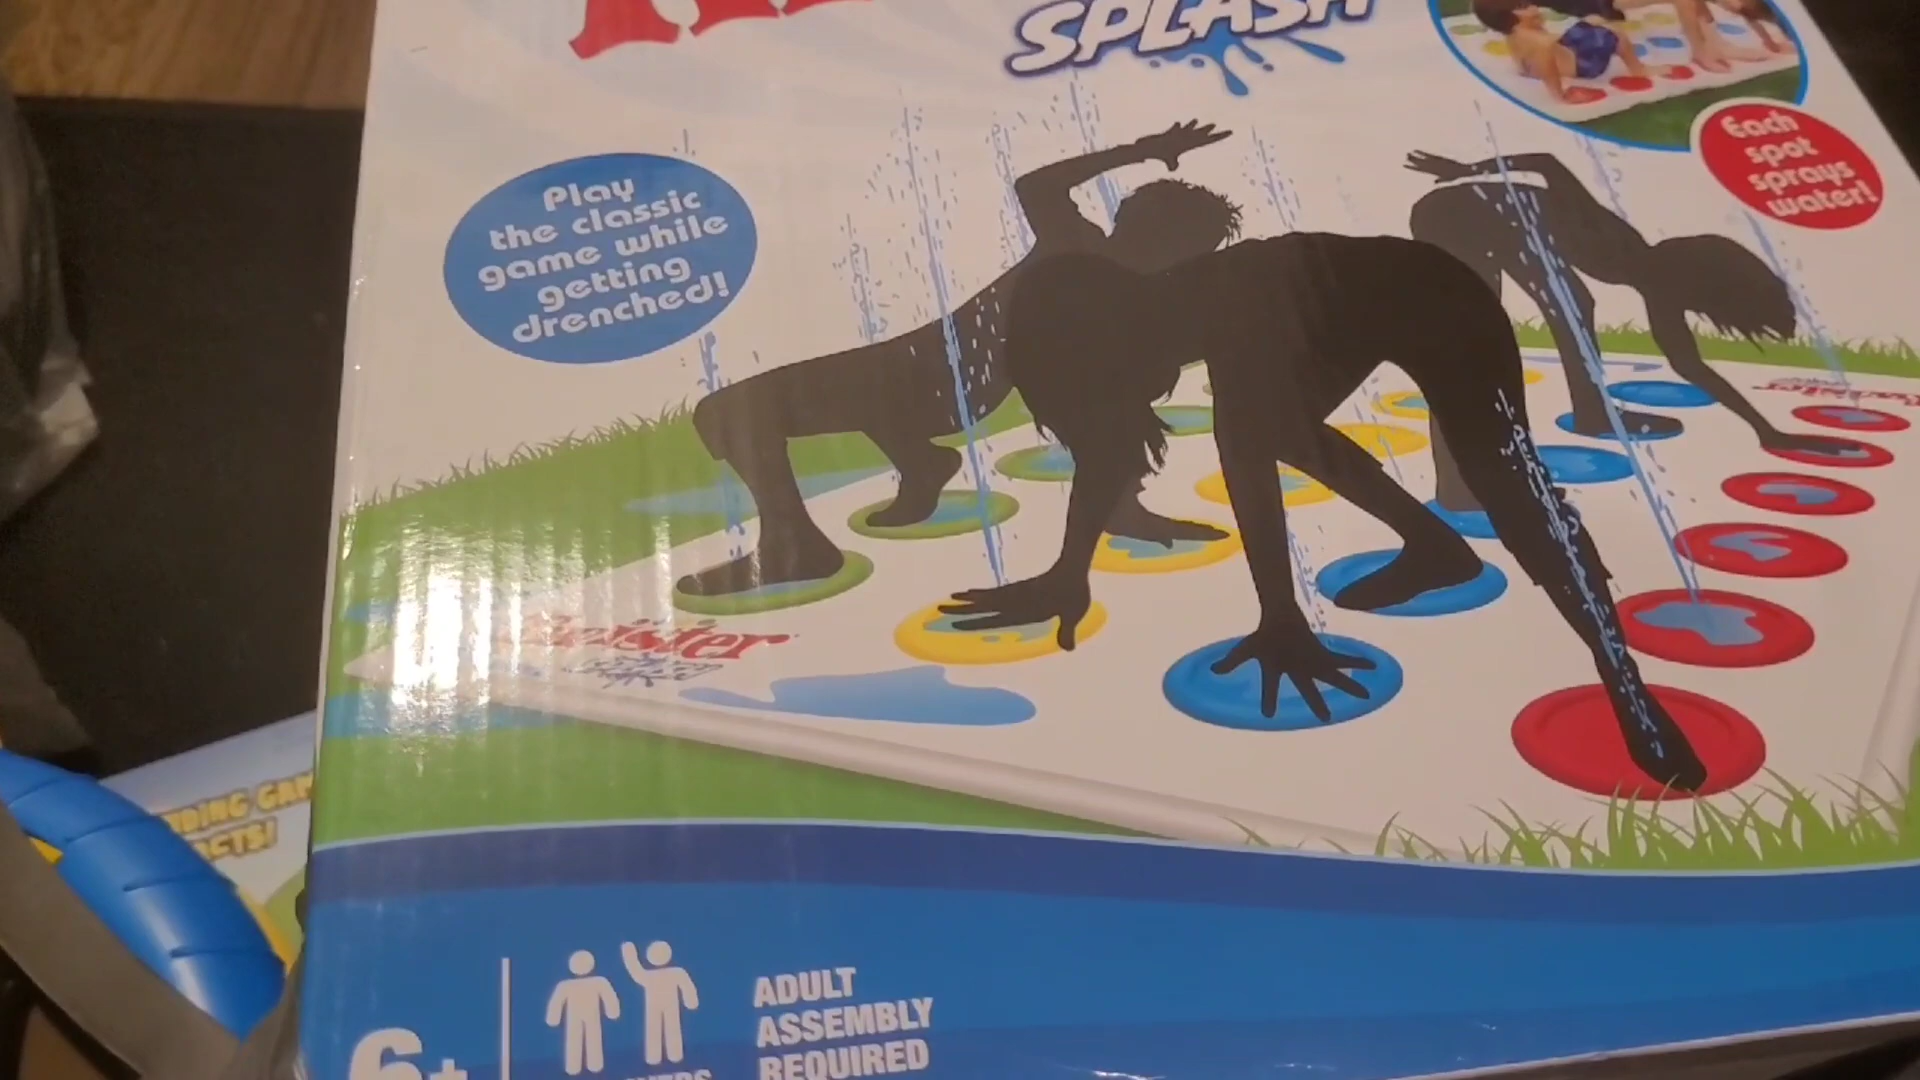 SPLASH
Play
the classic
game while
getting
drenched!
Each
spot
sprays
water!
Twister
6+
ADULT
ASSEMBLY
REQUIRED